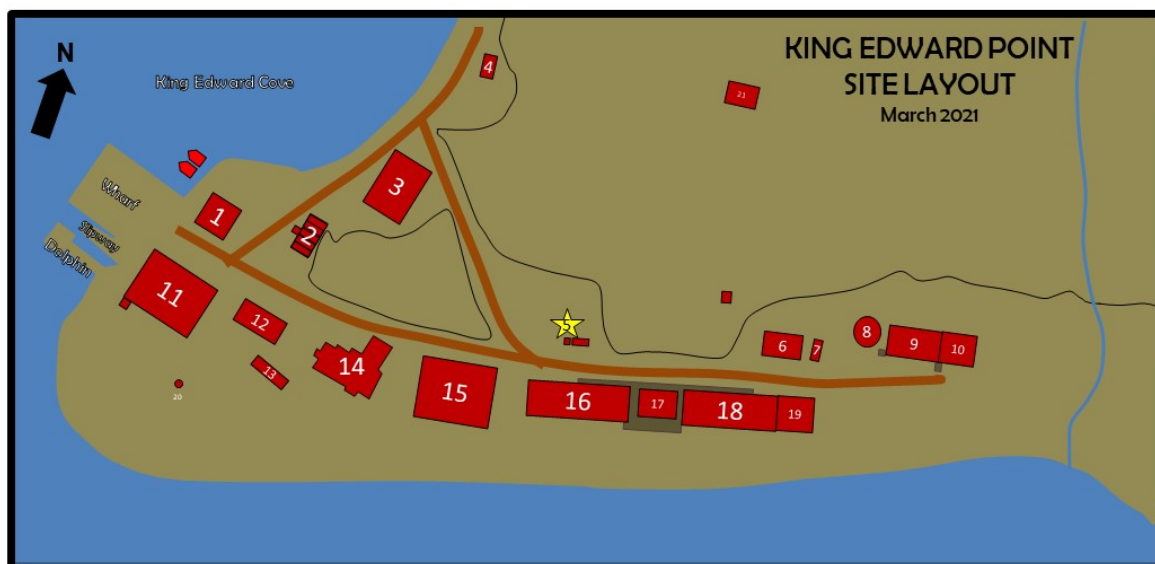 KING EDWARD POINT
SITE LAYOUT
March 2021
N
King Edward Cove
4
21
Wharf
Slipway
Dolphin
1
2
3
5
6
7
8
9
10
11
12
13
14
15
16
17
18
19
20